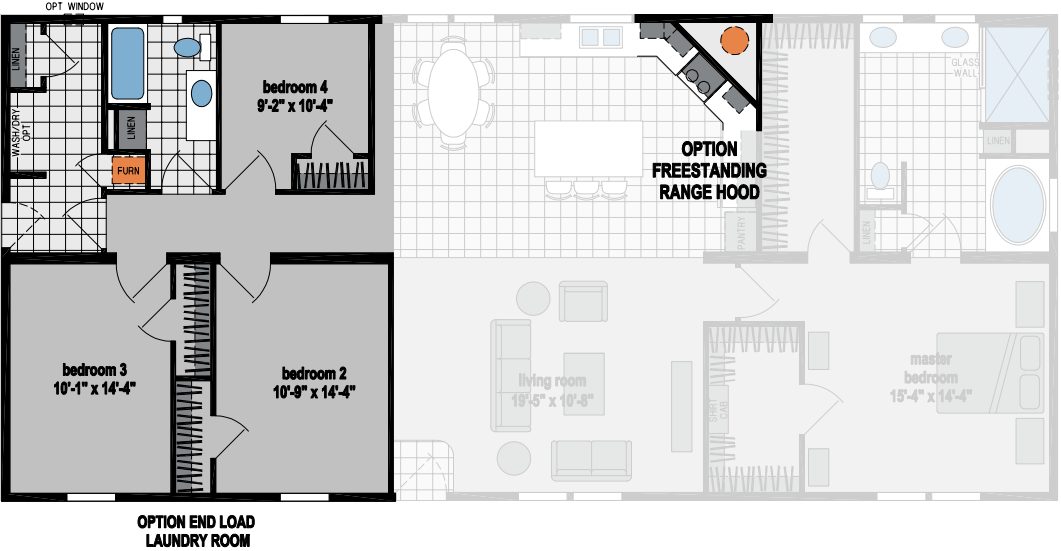 OPT WINDOW
LINEN
WASH/DRY
OPT
LINEN
FURN
bedroom 4
9'-2" x 10'-4"
OPTION
FREESTANDING
RANGE HOOD
PANTRY
GLASS
WALL
LINEN
LINEN
bedroom 3
10'-1" x 14'-4"
bedroom 2
10'-9" x 14'-4"
living room
19'-5" x 10'-8"
SHRT
CAB
master
bedroom
15'-4" x 14'-4"
OPTION END LOAD
LAUNDRY ROOM